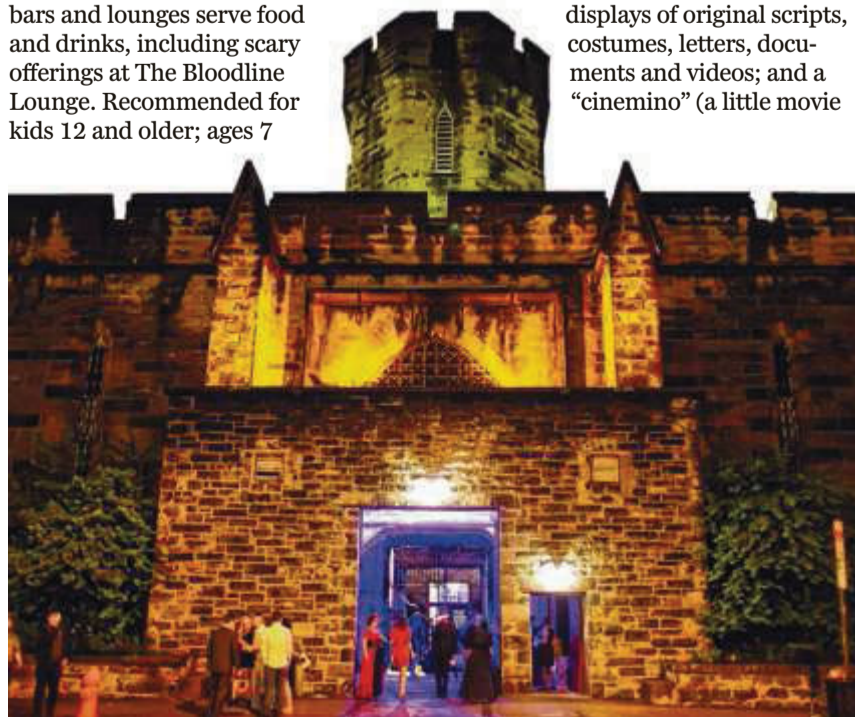 bars and lounges serve food
and drinks, including scary
offerings at The Bloodline
Lounge. Recommended for
kids 12 and older; ages 7
displays of original scripts,
costumes, letters, docu-
ments and videos; and a
“cinemino” (a little movie